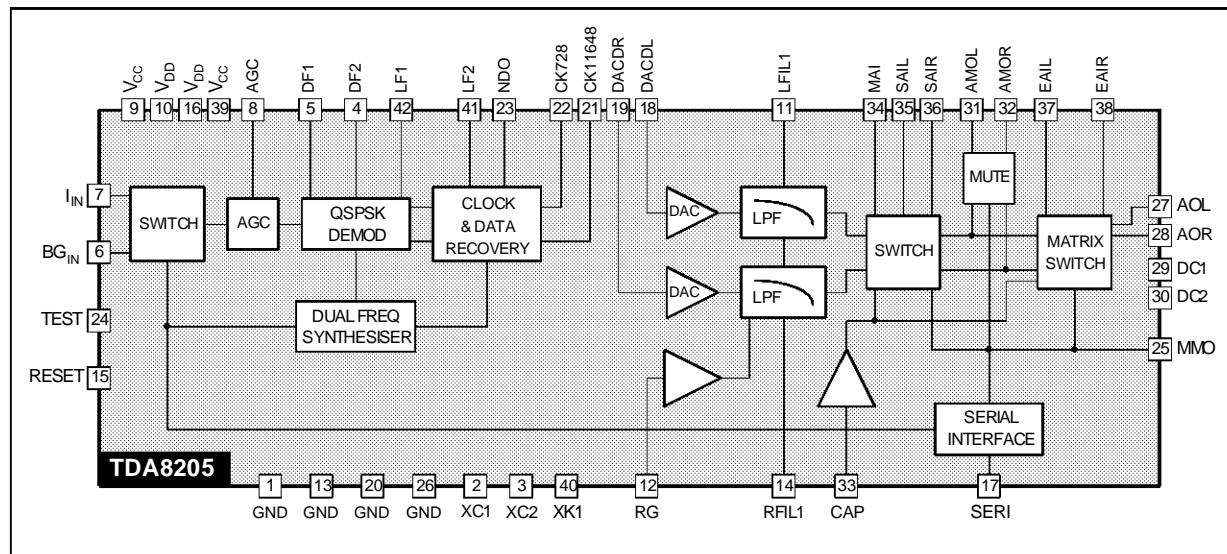 VCC VDD VDD VCC AGC DF1 DF2 LF1 LF2 NDO CK728 CK11648 DACDR DACDL LFIL1 MAI SAIL SAIR AMOL AMOR EAIL EAIR
9 10 16 39 8 5 4 42 41 23 22 21 19 18 11 34 35 36 31 32 37 38
MUTE
IIN 7
SWITCH
AGC
QSPSK
DEMOD
CLOCK
& DATA
RECOVERY
DAC
LPF
SWITCH
MATRIX
SWITCH
27 AOL
28 AOR
BGIN 6
29 DC1
DAC
LPF
30 DC2
TEST 24
DUAL FREQ
SYNTHESISER
25 MMO
RESET 15
SERIAL
INTERFACE
TDA8205
1 13 20 26 2 3 40 12 14 33 17
GND GND GND GND XC1 XC2 XK1 RG RFIL1 CAP SERI